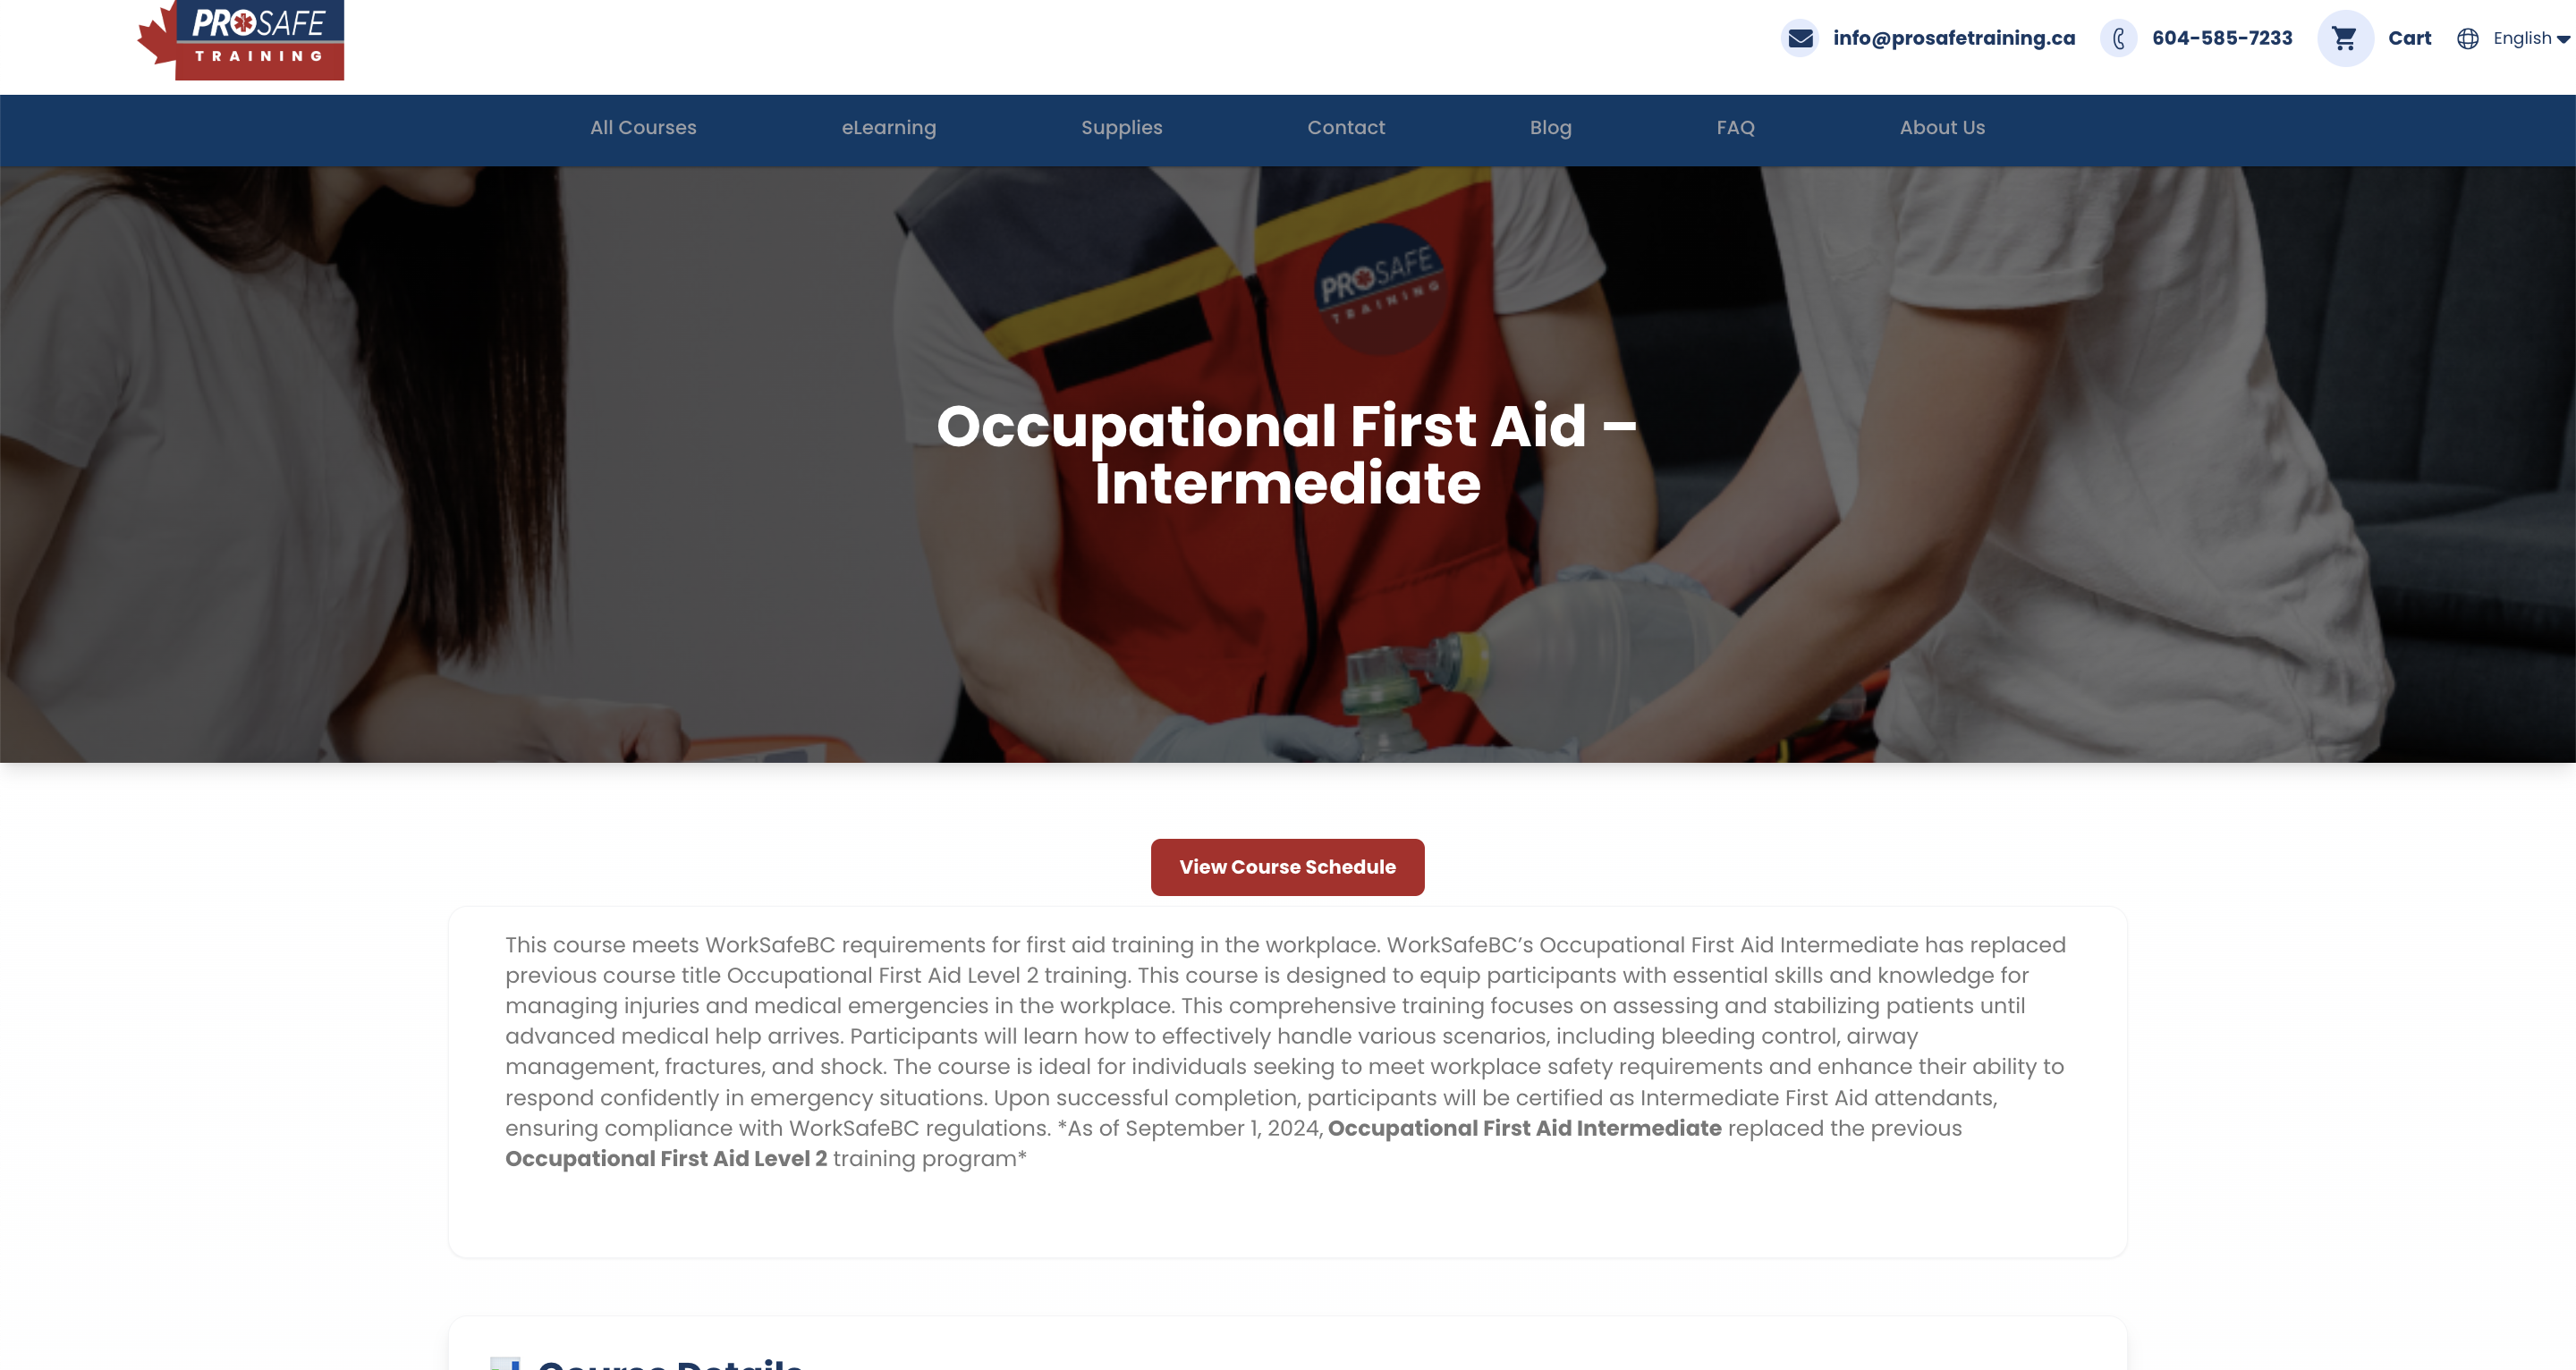 PROSAFE
TRAINING
info@prosafetraining.ca
604-585-7233
Cart
English
All Courses
eLearning
Supplies
Contact
Blog
FAQ
About Us
PROSAFE
TRAINING
Occupational First Aid –
Intermediate
View Course Schedule
This course meets WorkSafeBC requirements for first aid training in the workplace. WorkSafeBC’s Occupational First Aid Intermediate has replaced
previous course title Occupational First Aid Level 2 training. This course is designed to equip participants with essential skills and knowledge for
managing injuries and medical emergencies in the workplace. This comprehensive training focuses on assessing and stabilizing patients until
advanced medical help arrives. Participants will learn how to effectively handle various scenarios, including bleeding control, airway
management, fractures, and shock. The course is ideal for individuals seeking to meet workplace safety requirements and enhance their ability to
respond confidently in emergency situations. Upon successful completion, participants will be certified as Intermediate First Aid attendants,
ensuring compliance with WorkSafeBC regulations. *As of September 1, 2024, Occupational First Aid Intermediate replaced the previous
Occupational First Aid Level 2 training program*
Course Details